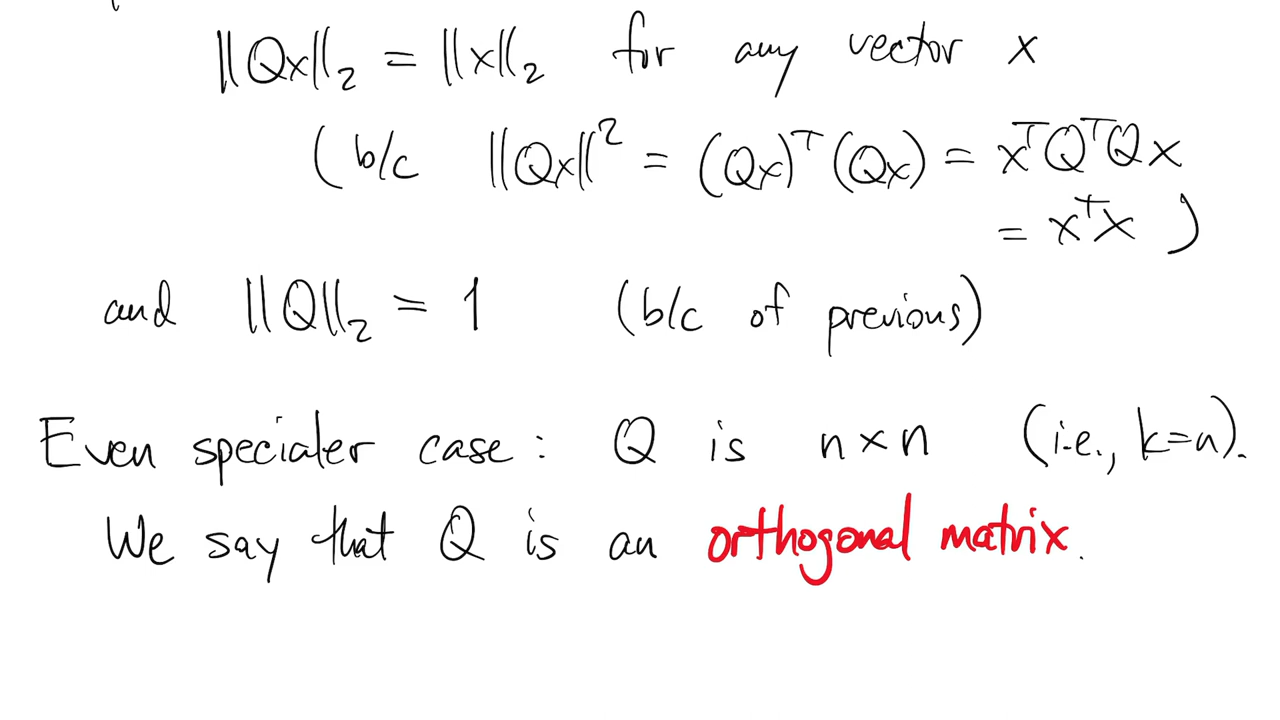 ||Qx||₂ = ||x||₂ for any vector x
(b/c ||Qx||² = (Qx)ᵀ(Qx) = xᵀQᵀQx
= xᵀx )
and ||Q||₂ = 1 (b/c of previous)
Even specialer case: Q is n×n (i.e., k=n).
We say that Q is an orthogonal matrix.